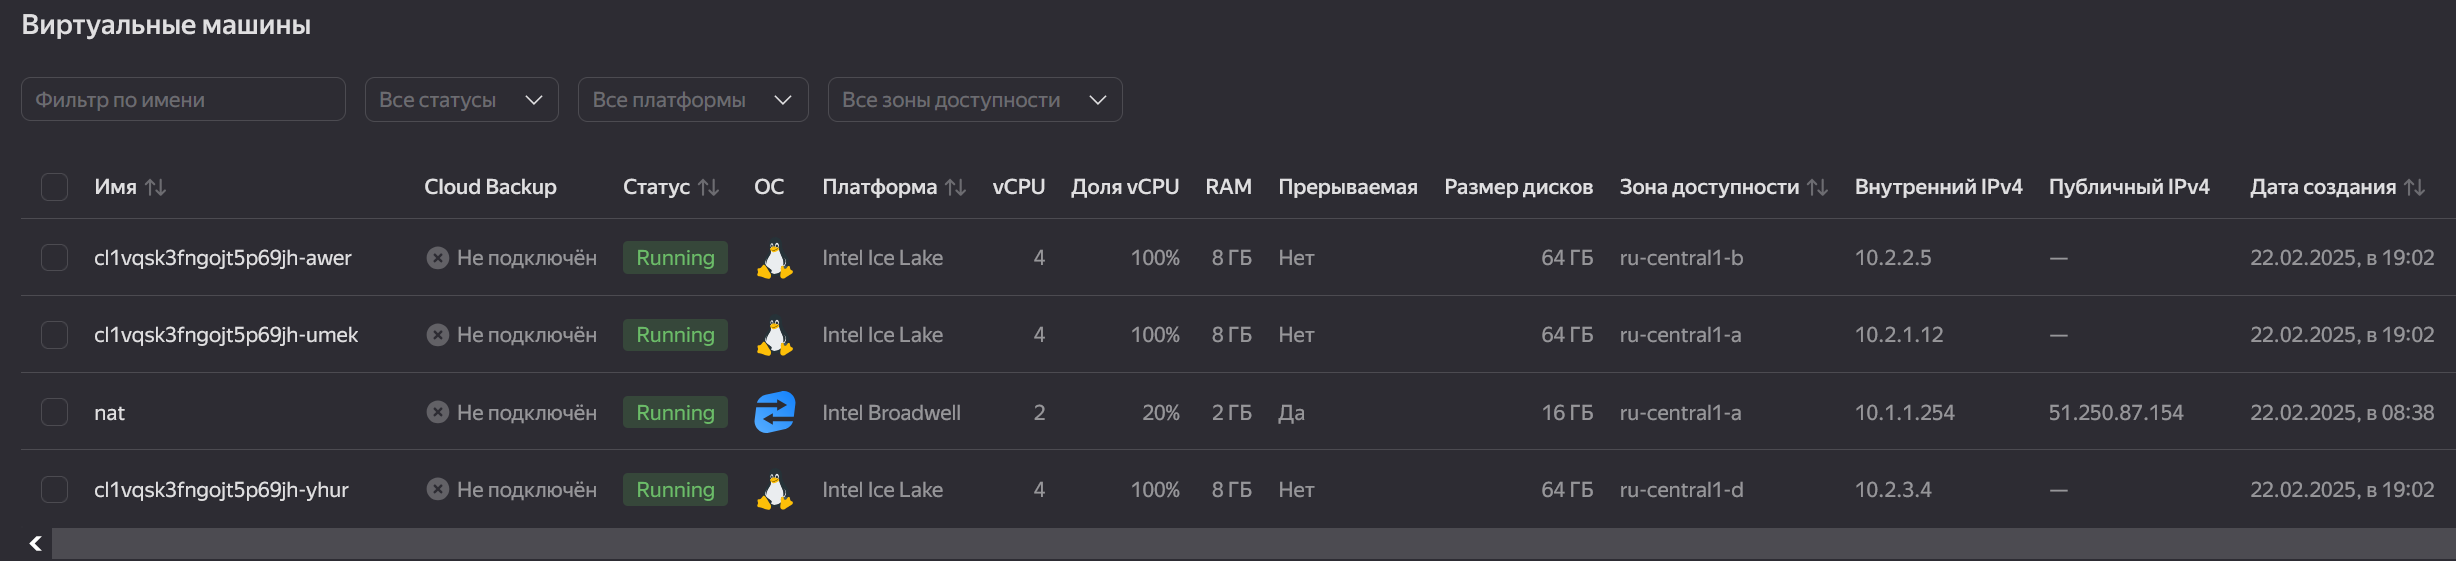 Виртуальные машины
Фильтр по имени Все статусы Все платформы Все зоны доступности
Имя Cloud Backup Статус ОС Платформа vCPU Доля vCPU RAM Прерываемая Размер дисков Зона доступности Внутренний IPv4 Публичный IPv4 Дата создания
cl1vqsk3fngojt5p69jh-awer Не подключён Running Intel Ice Lake 4 100% 8 ГБ Нет 64 ГБ ru-central1-b 10.2.2.5 — 22.02.2025, в 19:02
cl1vqsk3fngojt5p69jh-umek Не подключён Running Intel Ice Lake 4 100% 8 ГБ Нет 64 ГБ ru-central1-a 10.2.1.12 — 22.02.2025, в 19:02
nat Не подключён Running Intel Broadwell 2 20% 2 ГБ Да 16 ГБ ru-central1-a 10.1.1.254 51.250.87.154 22.02.2025, в 08:38
cl1vqsk3fngojt5p69jh-yhur Не подключён Running Intel Ice Lake 4 100% 8 ГБ Нет 64 ГБ ru-central1-d 10.2.3.4 — 22.02.2025, в 19:02